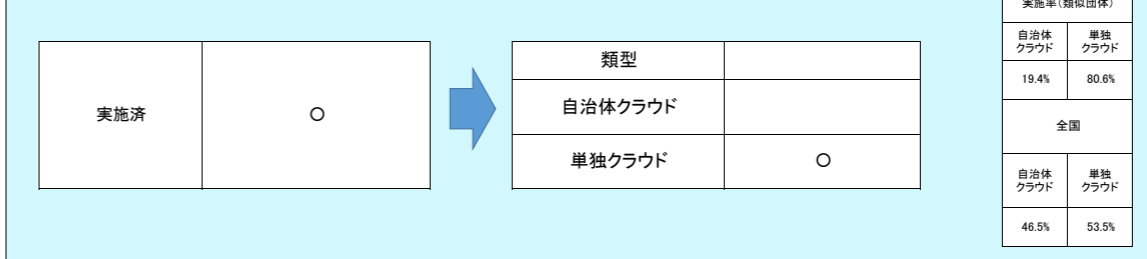 実施率(類似団体)
実施済 〇
類型
自治体クラウド
単独クラウド 〇
自治体
クラウド
単独
クラウド
19.4% 80.6%
全国
自治体
クラウド
単独
クラウド
46.5% 53.5%